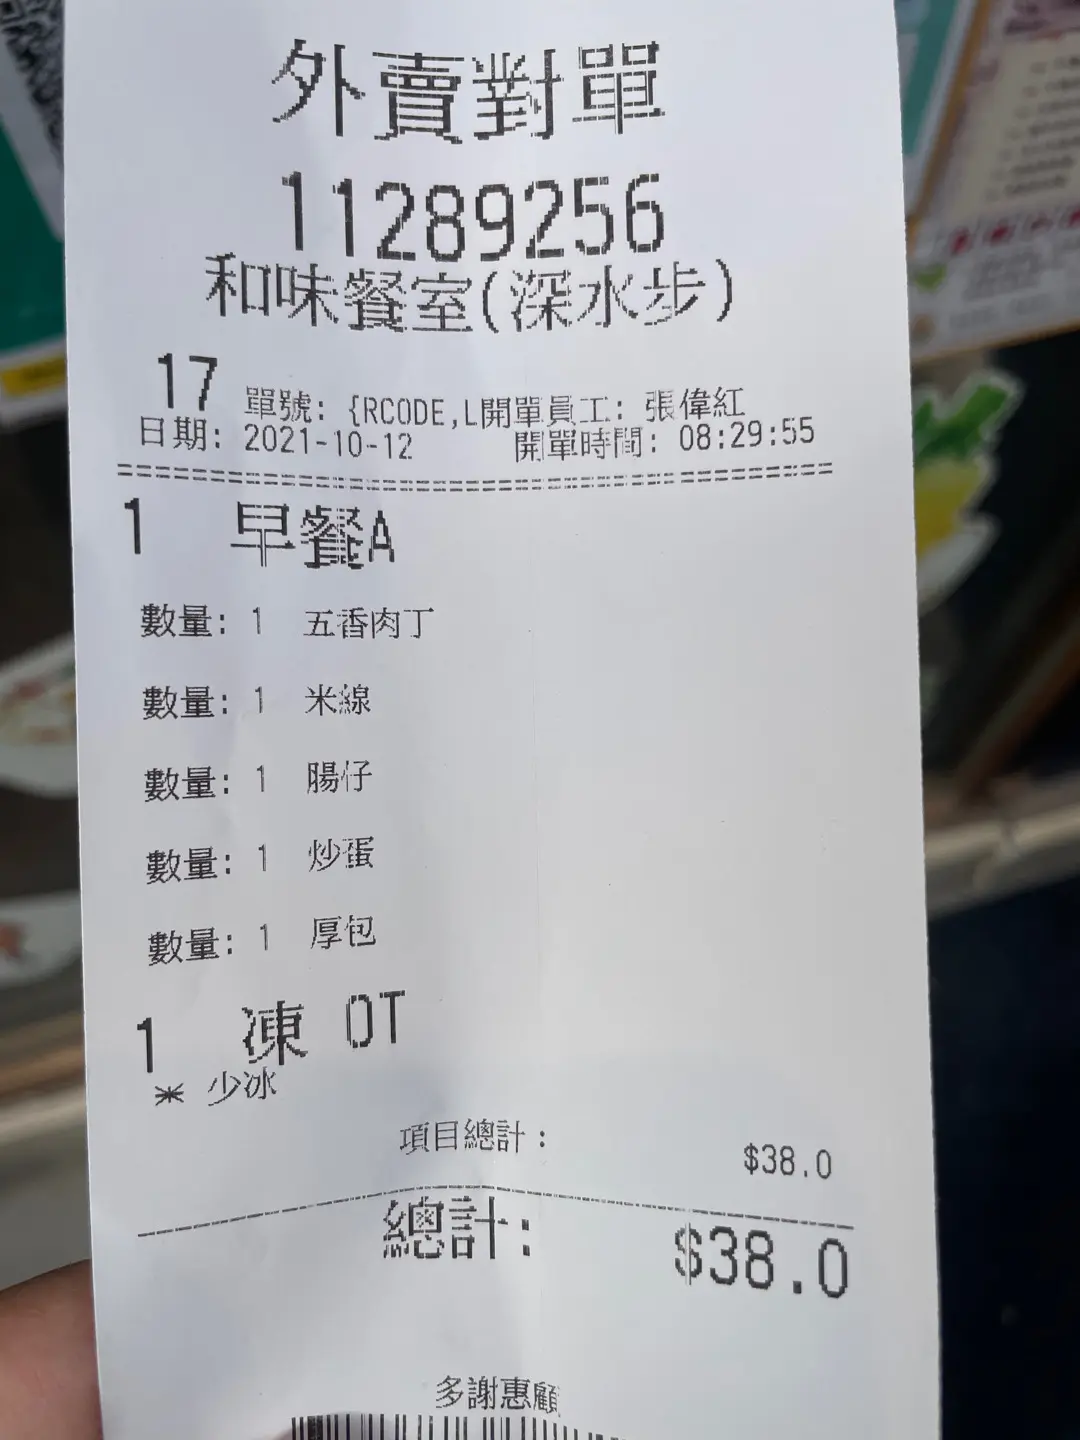 外賣對單
11289256
和味餐室(深水步)
17 單號: {RCODE,L開單員工: 張偉紅
日期: 2021-10-12 開單時間: 08:29:55
1 早餐A
數量: 1 五香肉丁
數量: 1 米線
數量: 1 腸仔
數量: 1 炒蛋
數量: 1 厚包
1 凍 OT
* 少冰
項目總計: $38.0
總計: $38.0
多謝惠顧